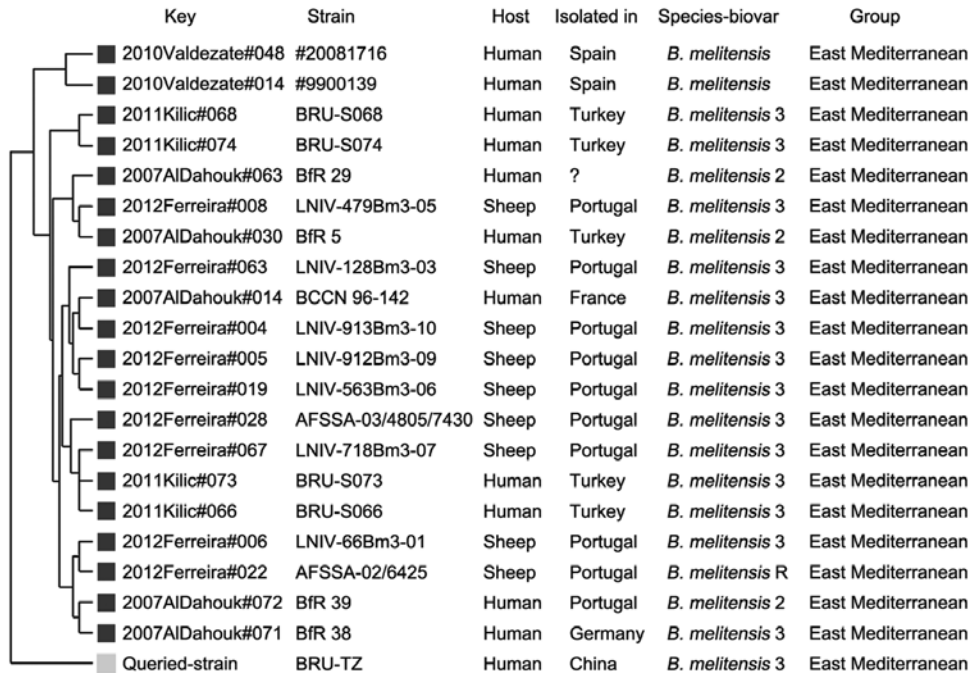 Key Strain Host Isolated in Species-biovar Group
2010Valdezate#048 #20081716 Human Spain B. melitensis East Mediterranean
2010Valdezate#014 #9900139 Human Spain B. melitensis East Mediterranean
2011Kilic#068 BRU-S068 Human Turkey B. melitensis 3 East Mediterranean
2011Kilic#074 BRU-S074 Human Turkey B. melitensis 3 East Mediterranean
2007AlDahouk#063 BfR 29 Human ? B. melitensis 2 East Mediterranean
2012Ferreira#008 LNIV-479Bm3-05 Sheep Portugal B. melitensis 3 East Mediterranean
2007AlDahouk#030 BfR 5 Human Turkey B. melitensis 2 East Mediterranean
2012Ferreira#063 LNIV-128Bm3-03 Sheep Portugal B. melitensis 3 East Mediterranean
2007AlDahouk#014 BCCN 96-142 Human France B. melitensis 3 East Mediterranean
2012Ferreira#004 LNIV-913Bm3-10 Sheep Portugal B. melitensis 3 East Mediterranean
2012Ferreira#005 LNIV-912Bm3-09 Sheep Portugal B. melitensis 3 East Mediterranean
2012Ferreira#019 LNIV-563Bm3-06 Sheep Portugal B. melitensis 3 East Mediterranean
2012Ferreira#028 AFSSA-03/4805/7430 Sheep Portugal B. melitensis 3 East Mediterranean
2012Ferreira#067 LNIV-718Bm3-07 Sheep Portugal B. melitensis 3 East Mediterranean
2011Kilic#073 BRU-S073 Human Turkey B. melitensis 3 East Mediterranean
2011Kilic#066 BRU-S066 Human Turkey B. melitensis 3 East Mediterranean
2012Ferreira#006 LNIV-66Bm3-01 Sheep Portugal B. melitensis 3 East Mediterranean
2012Ferreira#022 AFSSA-02/6425 Sheep Portugal B. melitensis R East Mediterranean
2007AlDahouk#072 BfR 39 Human Portugal B. melitensis 2 East Mediterranean
2007AlDahouk#071 BfR 38 Human Germany B. melitensis 3 East Mediterranean
Queried-strain BRU-TZ Human China B. melitensis 3 East Mediterranean